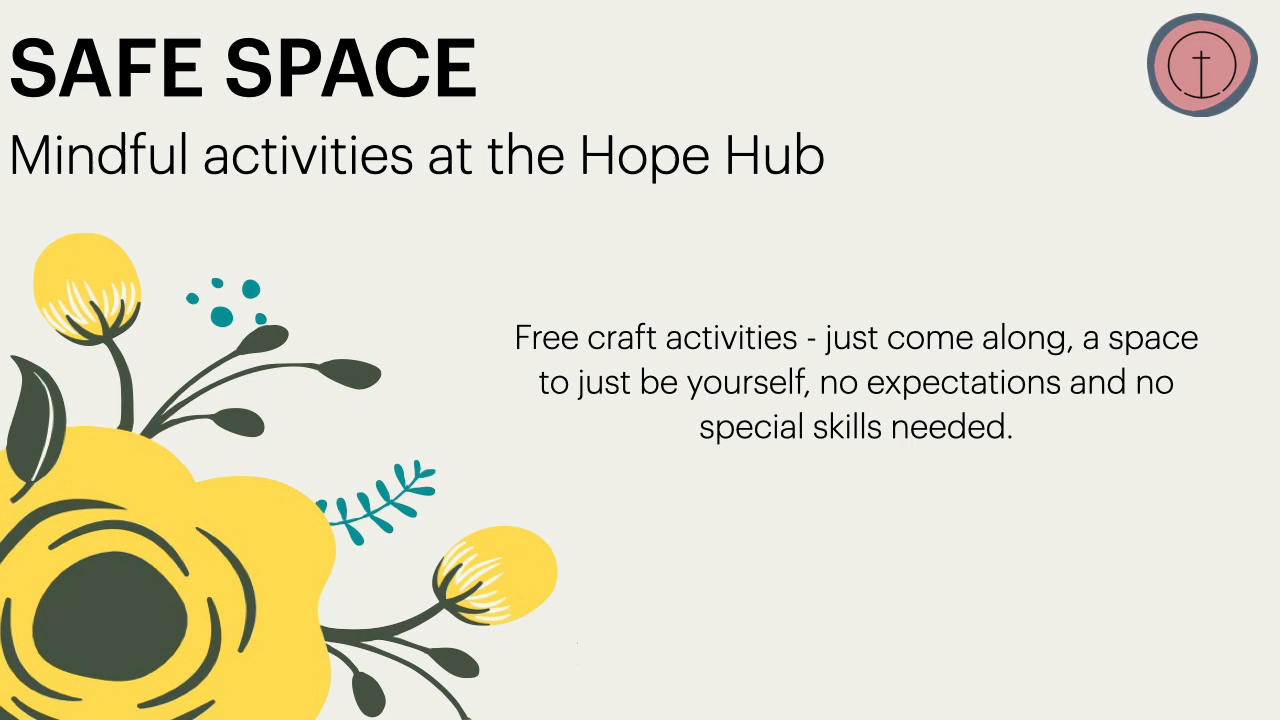 SAFE SPACE
Mindful activities at the Hope Hub
Free craft activities - just come along, a space
to just be yourself, no expectations and no
special skills needed.